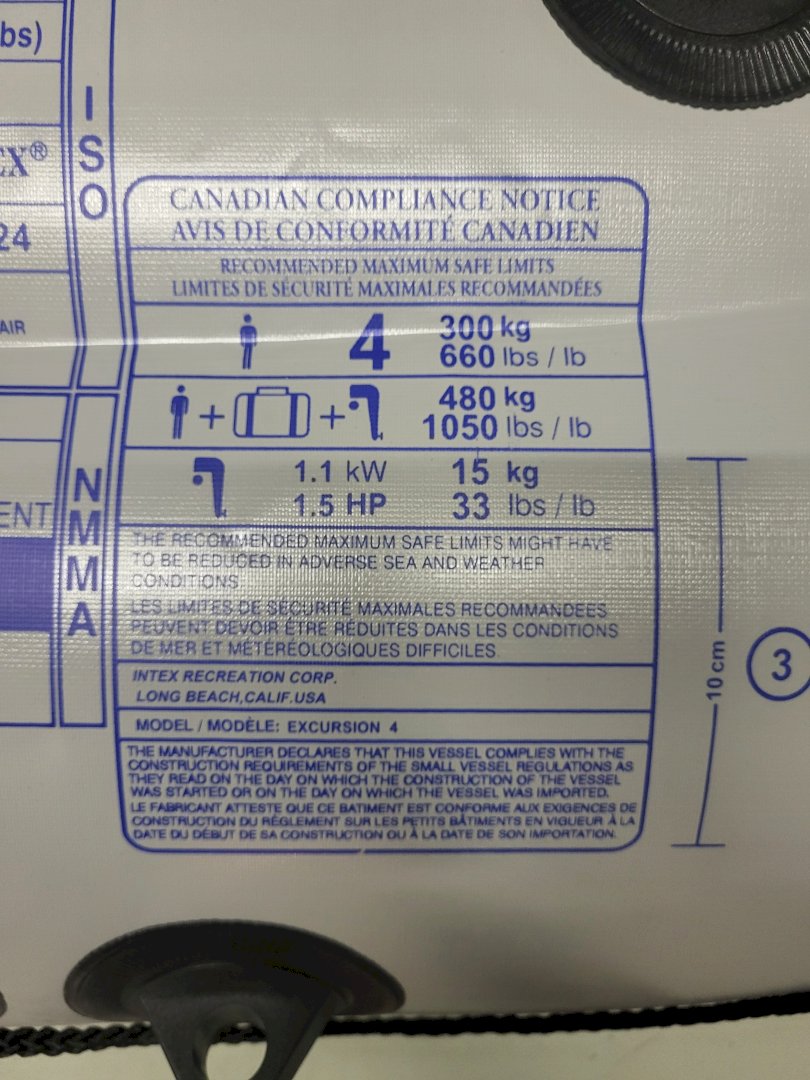 bs)
EX®
24
AIR
ENT
ISO
NMMA
CANADIAN COMPLIANCE NOTICE
AVIS DE CONFORMITÉ CANADIEN
RECOMMENDED MAXIMUM SAFE LIMITS
LIMITES DE SÉCURITÉ MAXIMALES RECOMMANDÉES
4 300 kg
660 lbs / lb
+ + 480 kg
1050 lbs / lb
1.1 kW 15 kg
1.5 HP 33 lbs / lb
THE RECOMMENDED MAXIMUM SAFE LIMITS MIGHT HAVE
TO BE REDUCED IN ADVERSE SEA AND WEATHER
CONDITIONS.
LES LIMITES DE SÉCURITÉ MAXIMALES RECOMMANDEES
PEUVENT DEVOIR ÊTRE RÉDUITES DANS LES CONDITIONS
DE MER ET MÉTÉREOLOGIQUES DIFFICILES.
INTEX RECREATION CORP.
LONG BEACH,CALIF.USA
MODEL / MODÈLE: EXCURSION 4
THE MANUFACTURER DECLARES THAT THIS VESSEL COMPLIES WITH THE
CONSTRUCTION REQUIREMENTS OF THE SMALL VESSEL REGULATIONS AS
THEY READ ON THE DAY ON WHICH THE CONSTRUCTION OF THE VESSEL
WAS STARTED OR ON THE DAY ON WHICH THE VESSEL WAS IMPORTED.
LE FABRICANT ATTESTE QUE CE BATIMENT EST CONFORME AUX EXIGENCES DE
CONSTRUCTION DU RÉGLEMENT SUR LES PETITS BÂTIMENTS EN VIGUEUR À LA
DATE DU DÉBUT DE SA CONSTRUCTION OU À LA DATE DE SON IMPORTATION.
10 cm
3